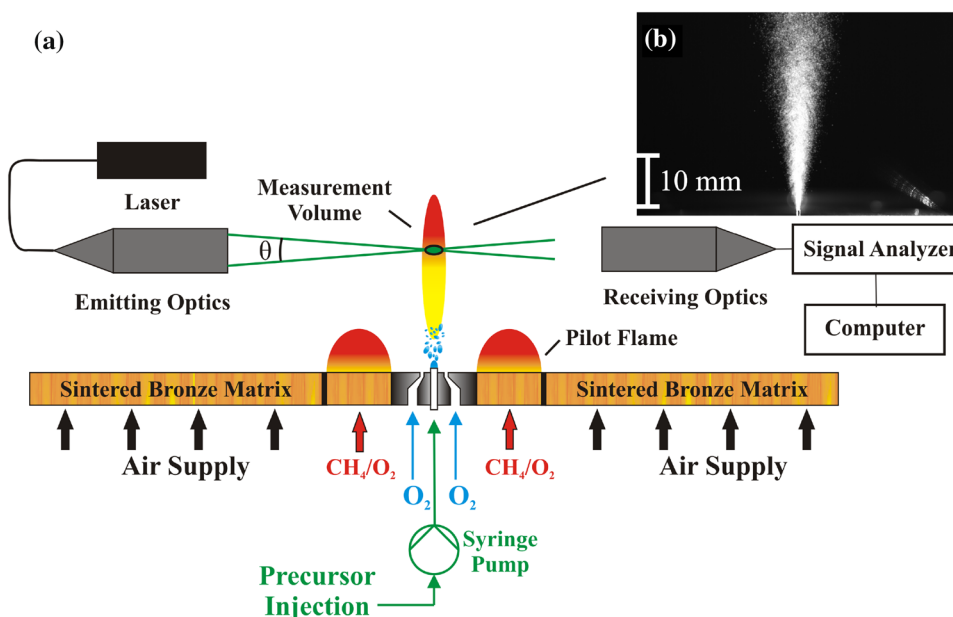 (a)
(b)
10 mm
Laser
Measurement
Volume
θ
Emitting Optics
Receiving Optics
Signal Analyzer
Computer
Pilot Flame
Sintered Bronze Matrix
Sintered Bronze Matrix
Air Supply
CH₄/O₂
CH₄/O₂
Air Supply
O₂
O₂
Syringe
Pump
Precursor
Injection